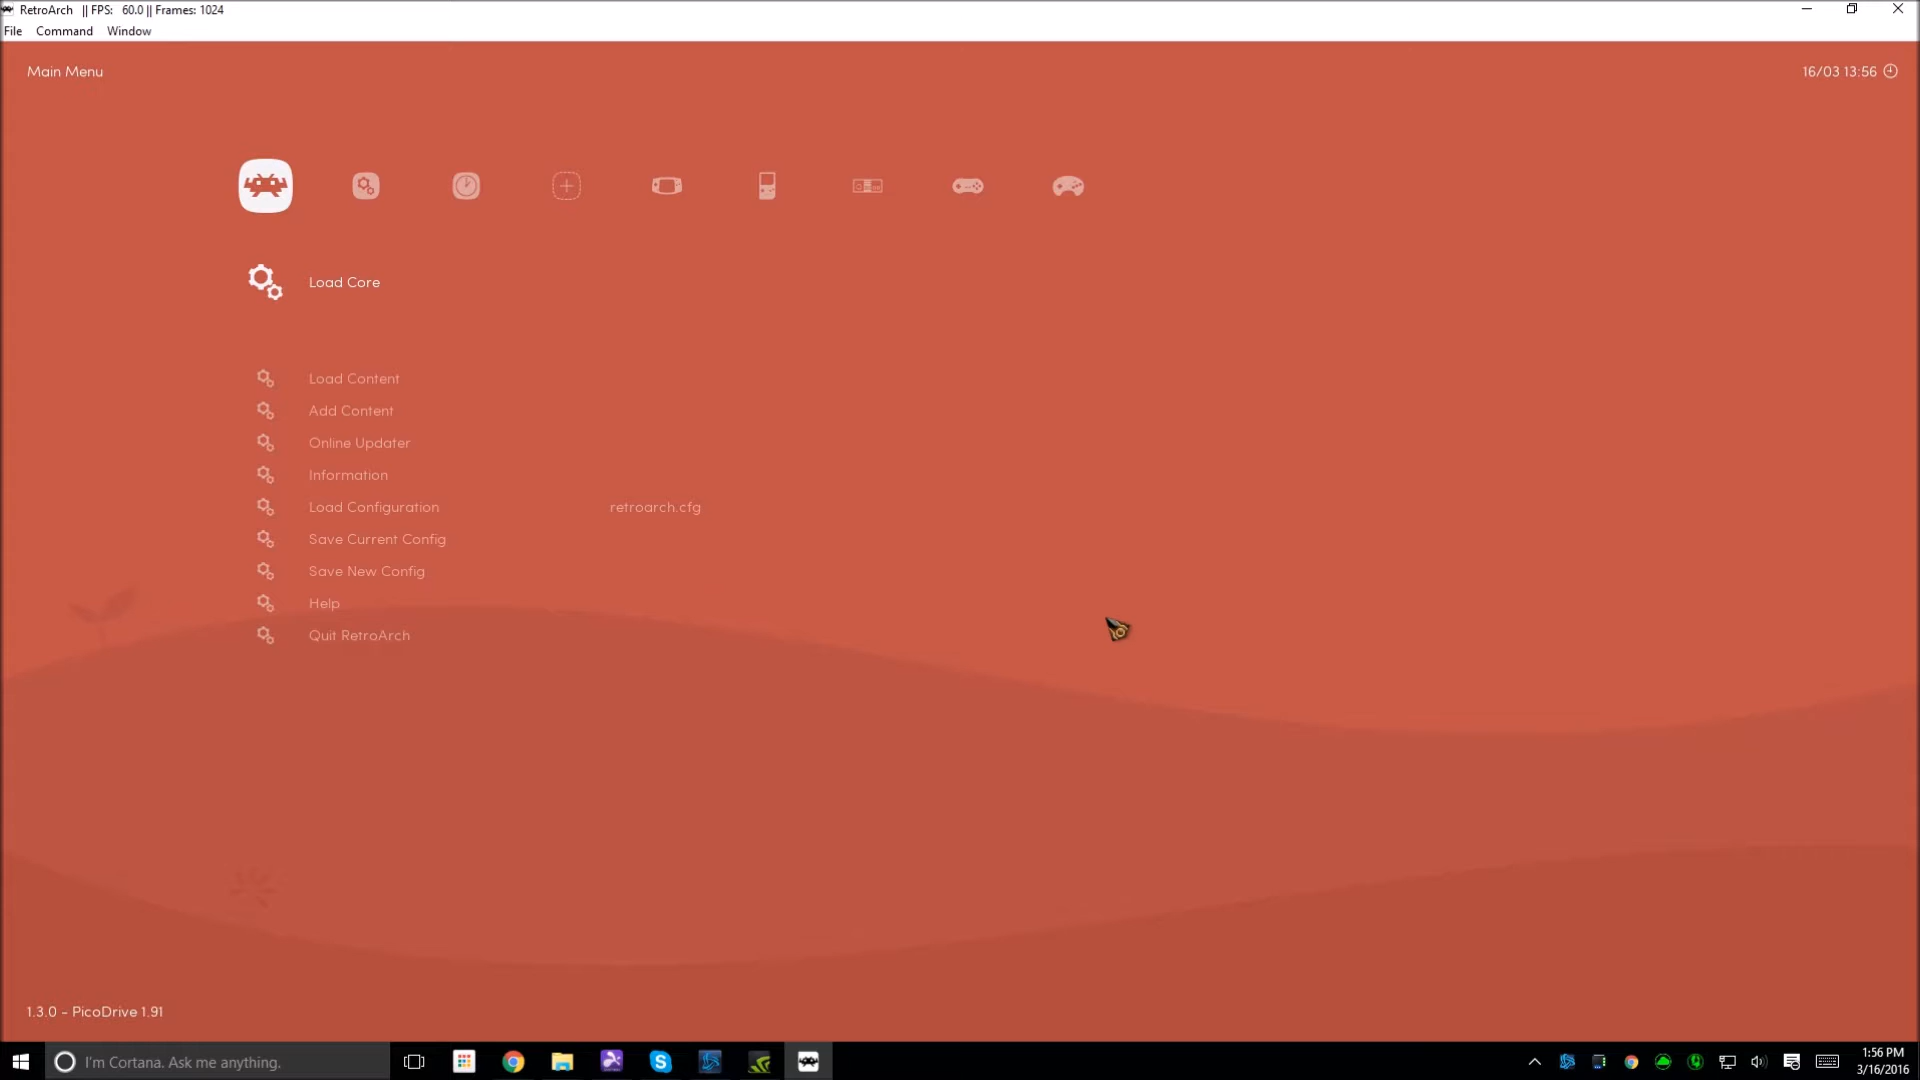 RetroArch || FPS: 60.0 || Frames: 1024
File Command Window
Main Menu
16/03 13:56
Load Core
Load Content
Add Content
Online Updater
Information
Load Configuration retroarch.cfg
Save Current Config
Save New Config
Help
Quit RetroArch
1.3.0 - PicoDrive 1.91
I'm Cortana. Ask me anything.
1:56 PM
3/16/2016